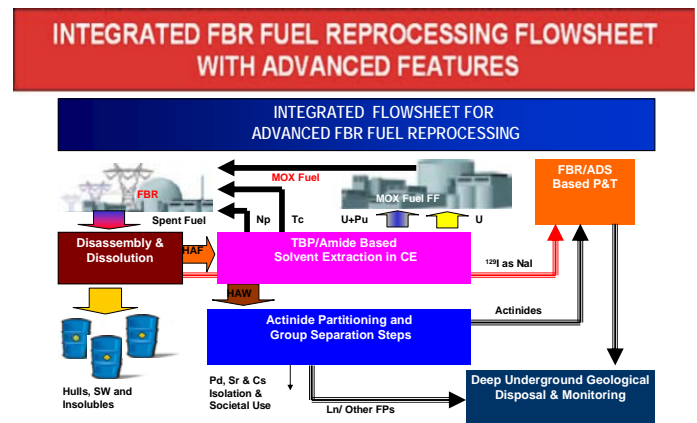 INTEGRATED FBR FUEL REPROCESSING FLOWSHEET
WITH ADVANCED FEATURES
INTEGRATED FLOWSHEET FOR
ADVANCED FBR FUEL REPROCESSING
FBR
MOX Fuel
MOX Fuel FF
FBR/ADS
Based P&T
Spent Fuel
Np
Tc
U+Pu
U
Disassembly &
Dissolution
HAF
TBP/Amide Based
Solvent Extraction in CE
129I as NaI
HAW
Actinide Partitioning and
Group Separation Steps
Actinides
Hulls, SW and
Insolubles
Pd, Sr & Cs
Isolation &
Societal Use
Ln/ Other FPs
Deep Underground Geological
Disposal & Monitoring